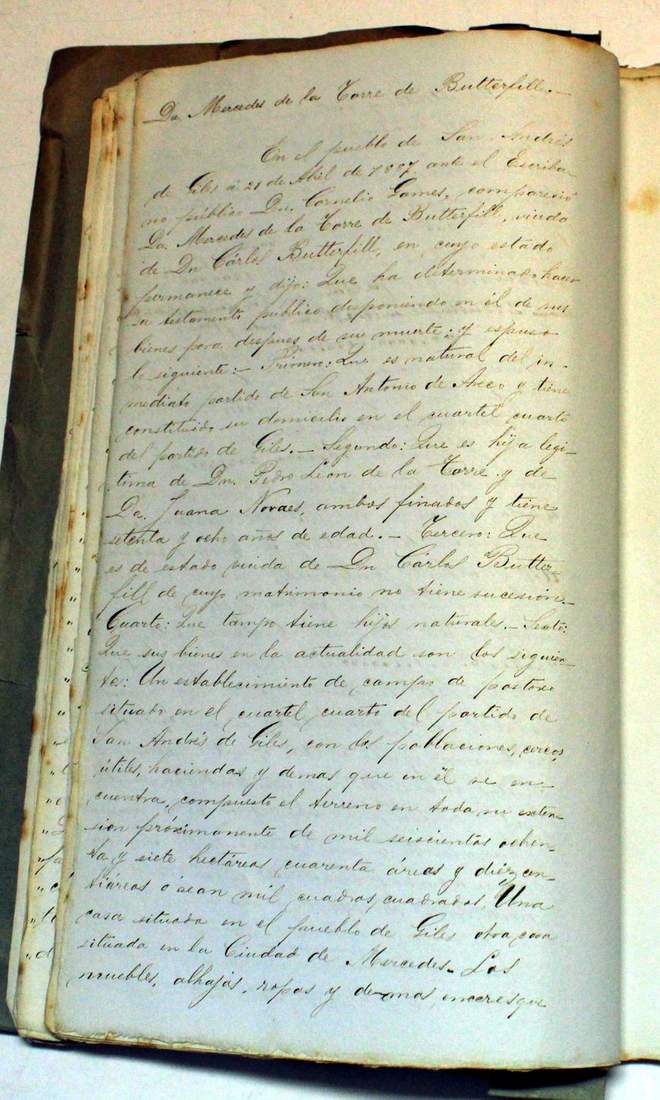 Da. Mercedes de la Torre de Butterfill.—
En el pueblo de San Andrés
de Giles á 21 de Abril de ante el Escriba-
no público Dn. Cornelio Games, compareció
Da. Mercedes de la Torre de Butterfill, viuda
de Dn Cárlos Butterfill, en cuyo estado
permanece y dijo: Que ha determinado hacer
su testamento público disponiendo en él de sus
bienes para despues de su muerte; y espuso
lo siguiente:— Primero: Que es natural del in-
mediato partido de San Antonio de Areco y tiene
constituido su domicilio en el cuartel cuarto
del partido de Giles.— Segundo: Que es hija legi-
tima de Dn. Pedro Leon de la Torre y de
Da. Juana Novaes, ambos finados y tiene
setenta y ocho años de edad.— Tercero: Que
es de estado viuda de Dn Cárlos Butter-
fill de cuyo matrimonio no tiene sucesión.—
Cuarto: Que tampo tiene hijos naturales.— Sexto:
Que sus bienes en la actualidad son los siguien-
tes: Un establecimiento de campo de pastoreo
situado en el cuartel cuarto del partido de
San Andrés de Giles, con las poblaciones, cercos,
útiles, haciendas y demas que en él se en-
cuentra, compuesto el terreno en toda su esten-
sion próximanente de mil seiscientas ochen-
ta y siete hectáreas cuarenta áreas y diez cen-
tiáreas ó sean mil cuadras cuadradas. Una
casa situada en el pueblo de Giles otra casa
situada en la Ciudad de Mercedes. Los
muebles, alhajas, ropas y demas enceres que